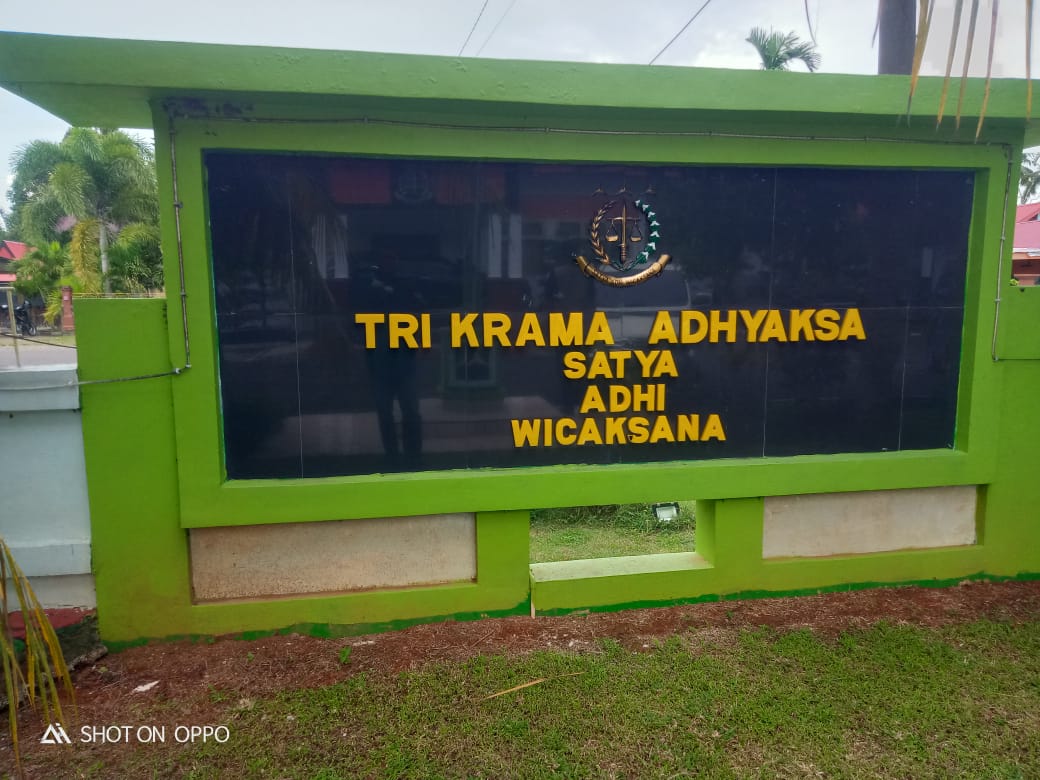 TRI KRAMA ADHYAKSA
SATYA
ADHI
WICAKSANA
SHOT ON OPPO